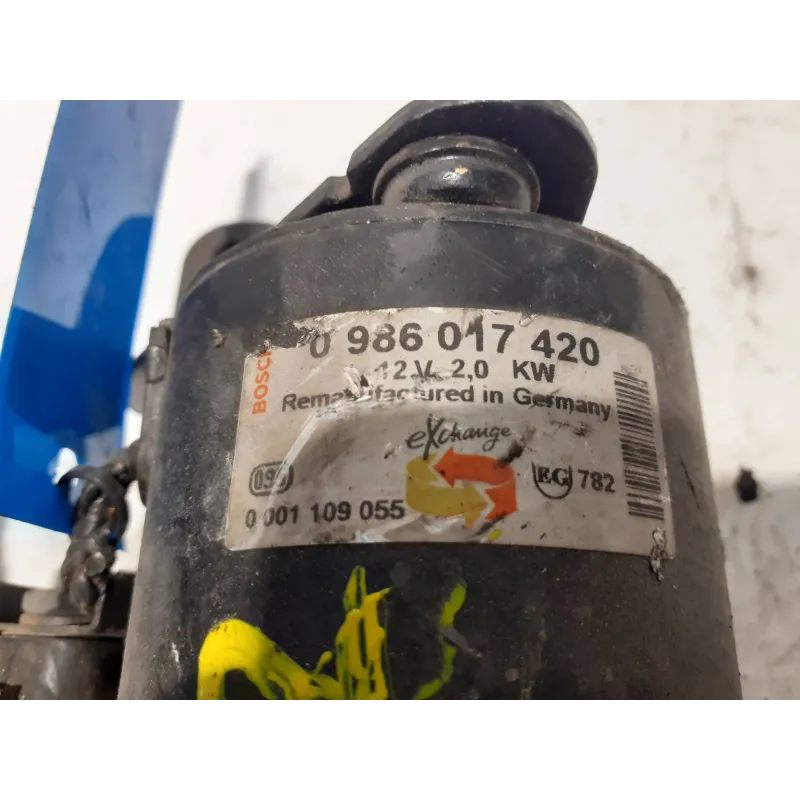 BOSCH
0 986 017 420
12 V 2,0 KW
Remanufactured in Germany
eXchange
EG 782
0 001 109 055